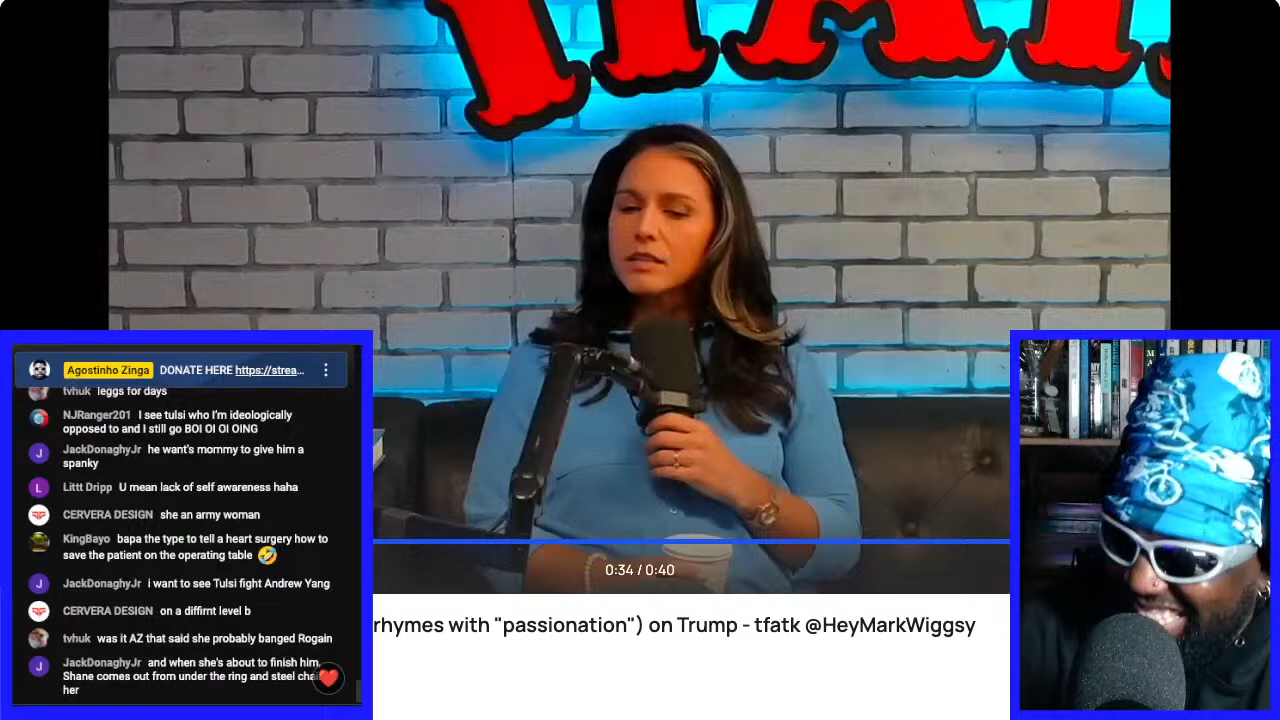 TFATK
Agostinho Zinga DONATE HERE https://strea...
tvhuk leggs for days
NJRanger201 I see tulsi who I'm ideologically
opposed to and I still go BOI OI OI OING
J JackDonaghyJr he want's mommy to give him a
spanky
L Littt Dripp U mean lack of self awareness haha
CERVERA DESIGN she an army woman
KingBayo bapa the type to tell a heart surgery how to
save the patient on the operating table 🤣
J JackDonaghyJr i want to see Tulsi fight Andrew Yang
CERVERA DESIGN on a diffirnt level b
tvhuk was it AZ that said she probably banged Rogain
J JackDonaghyJr and when she's about to finish him,
Shane comes out from under the ring and steel chai
her
0:34 / 0:40
rhymes with "passionation") on Trump - tfatk @HeyMarkWiggsy